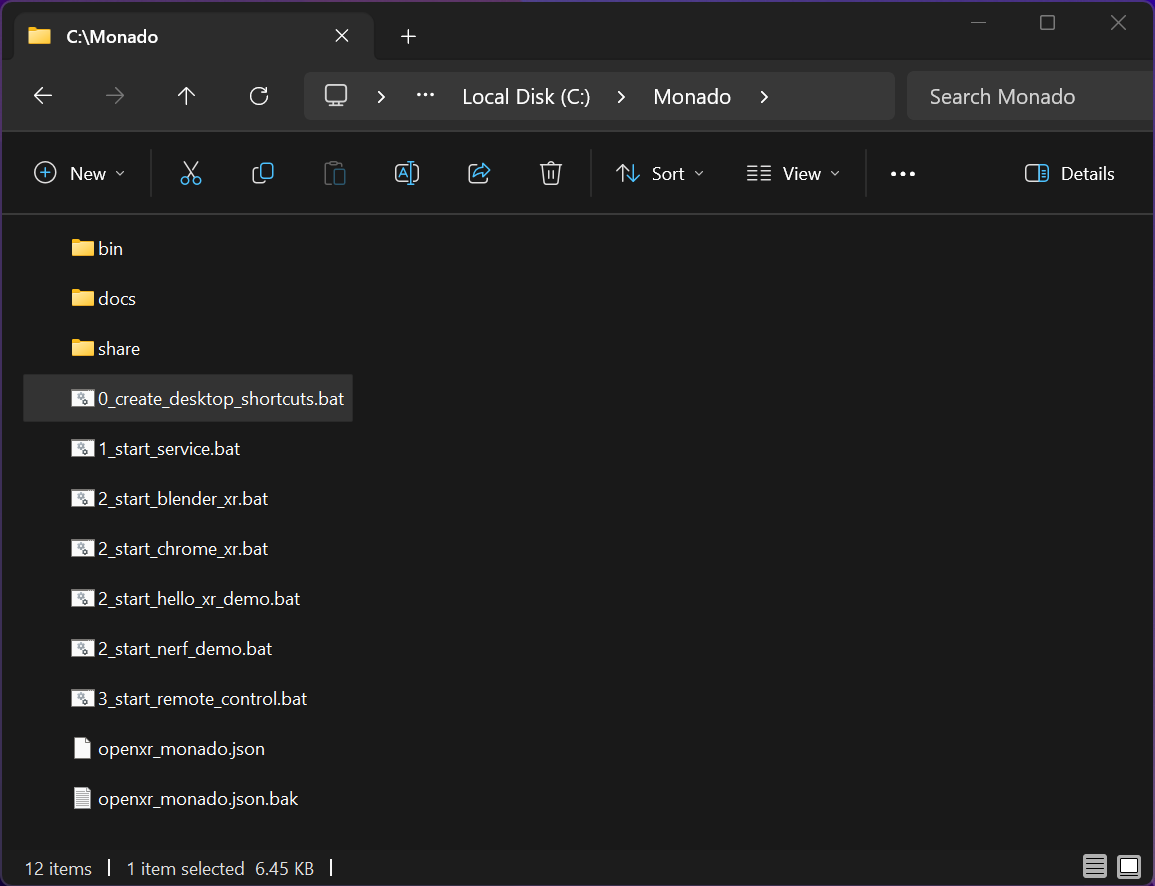 C:\Monado
Local Disk (C:) Monado Search Monado
New Sort View Details
bin
docs
share
0_create_desktop_shortcuts.bat
1_start_service.bat
2_start_blender_xr.bat
2_start_chrome_xr.bat
2_start_hello_xr_demo.bat
2_start_nerf_demo.bat
3_start_remote_control.bat
openxr_monado.json
openxr_monado.json.bak
12 items 1 item selected 6.45 KB